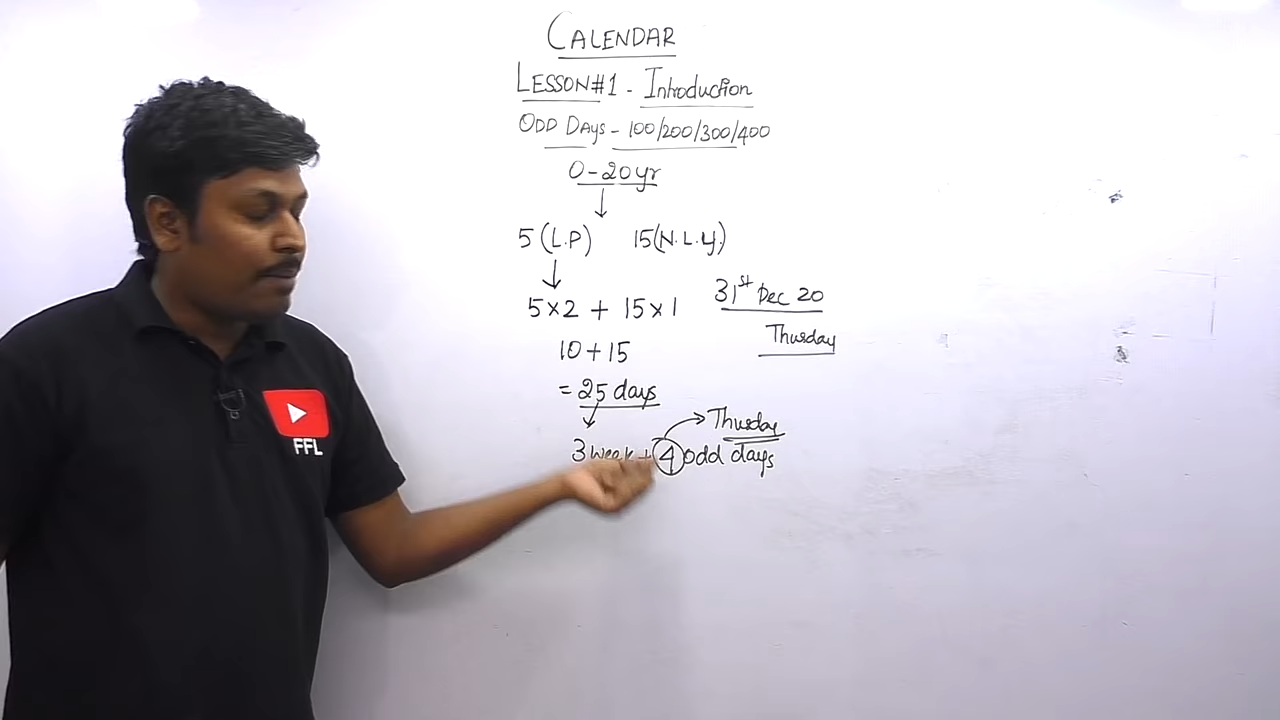 CALENDAR
LESSON#1 - Introduction
ODD DAYS - 100/200/300/400
0-20yr
5 (L.P) 15(N.L.Y)
5×2 + 15×1
31st Dec 20
Thusday
10+15
= 25 days
Thusday
3 week + 4 odd days
FFL